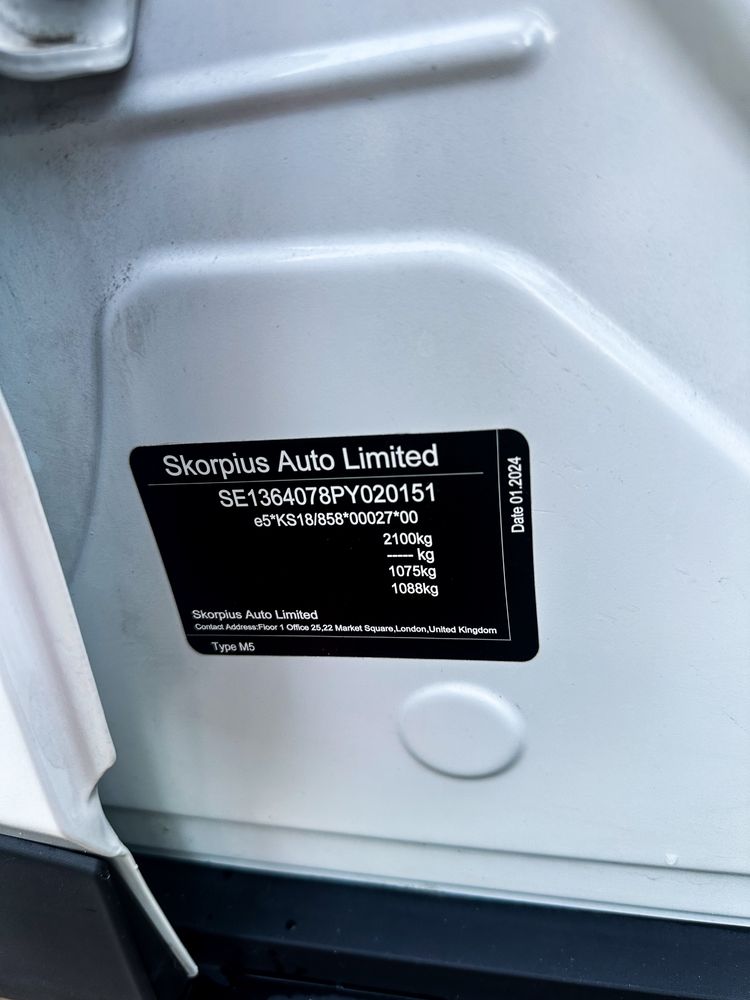 Skorpius Auto Limited
SE1364078PY020151
e5*KS18/858*00027*00
2100kg
----- kg
1075kg
1088kg
Skorpius Auto Limited
Contact Address:Floor 1 Office 25,22 Market Square,London,United Kingdom
Type M5
Date 01.2024